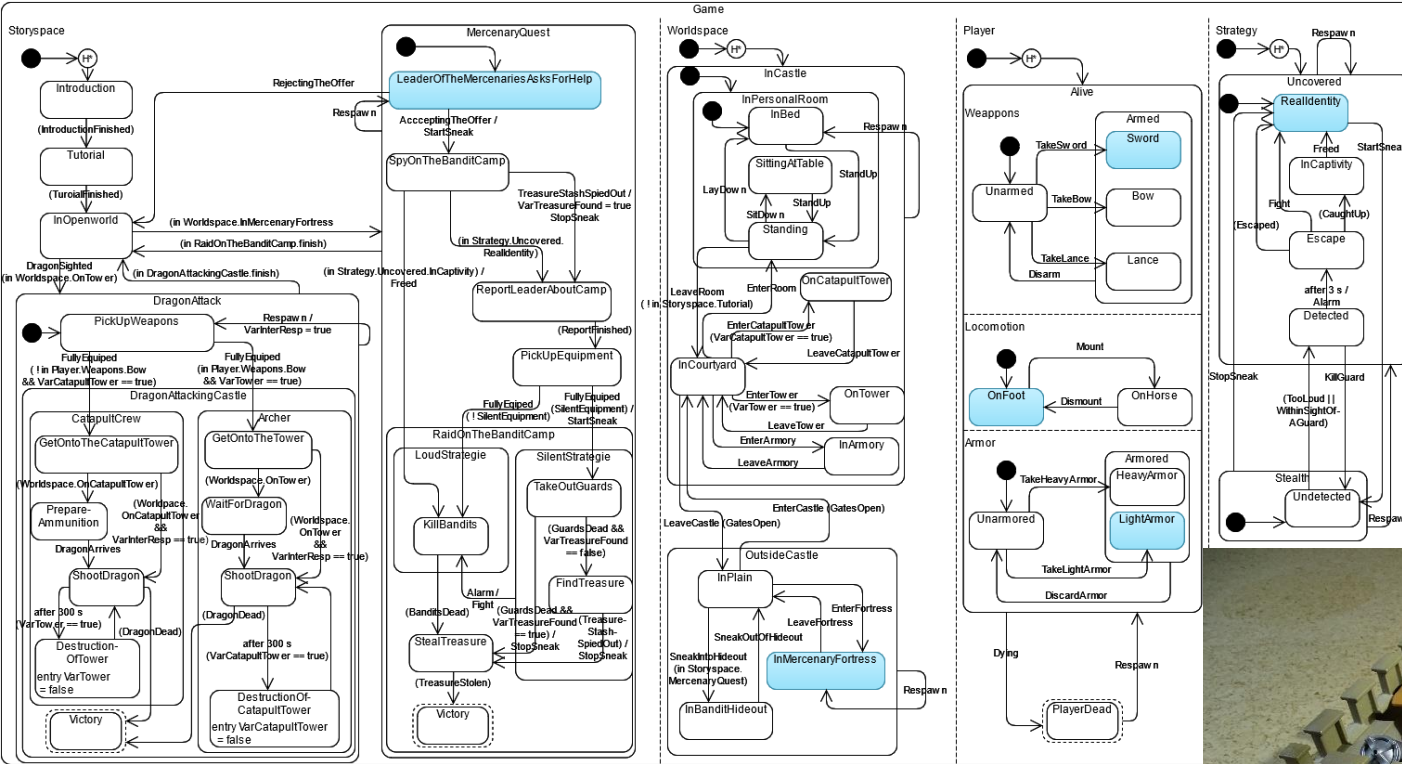 Game
Storyspace
H*
Introduction
(IntroductionFinished)
Tutorial
(TuroialFinished)
InOpenworld
DragonSighted
(in Worldspace.OnTower)
RejectingTheOffer
(in Worldspace.InMercenaryFortress)
(in RaidOnTheBanditCamp.finish)
(in DragonAttackingCastle.finish)
DragonAttack
PickUpWeapons
Respawn /
VarInterResp = true
FullyEquiped
( ! in Player.Weapons.Bow
&& VarCatapultTower == true)
FullyEquiped
(in Player.Weapons.Bow
&& VarTower == true)
DragonAttackingCastle
CatapultCrew
GetOntoTheCatapultTower
(Worldspace.OnCatapultTower)
Prepare-
Ammunition
DragonArrives
(Worldpace.
OnCatapultTower
&&
VarInterResp == true)
ShootDragon
after 300 s
(VarTower == true)
(DragonDead)
Destruction-
OfTower
entry VarTower
= false
Victory
Archer
GetOntoTheTower
(Worldspace.OnTower)
WaitForDragon
DragonArrives
(Worldspace.
OnTower
&&
VarInterResp == true)
ShootDragon
(DragonDead)
after 300 s
(VarCatapultTower == true)
DestructionOf-
CatapultTower
entry VarCatapultTower
= false
MercenaryQuest
LeaderOfTheMercenariesAsksForHelp
Respawn
AccceptingTheOffer /
StartSneak
SpyOnTheBanditCamp
TreasureStashSpiedOut /
VarTreasureFound = true
StopSneak
(in Strategy.Uncovered.
RealIdentity)
(in Strategy.Uncovered.InCaptivity) /
Freed
ReportLeaderAboutCamp
(ReportFinished)
PickUpEquipment
FullyEqiped
( ! SilentEquipment)
FullyEquiped
(SilentEquipment) /
StartSneak
RaidOnTheBanditCamp
LoudStrategie
KillBandits
SilentStrategie
TakeOutGuards
(GuardsDead &&
VarTreasureFound
== false)
FindTreasure
Alarm /
Fight
(BanditsDead)
(GuardsDead &&
VarTreasureFound
== true) /
StopSneak
(Treasure-
Stash-
SpiedOut) /
StopSneak
StealTreasure
(TreasureStolen)
Victory
Worldspace
H*
InCastle
InPersonalRoom
InBed
Respawn
SittingAtTable
StandUp
LayDown
SitDown
StandUp
Standing
LeaveRoom
( ! in.Storyspace.Tutorial)
EnterRoom
OnCatapultTower
EnterCatapultTower
(VarCatapultTower == true)
LeaveCatapultTower
InCourtyard
EnterTower
(VarTower == true)
OnTower
LeaveTower
EnterArmory
InArmory
LeaveArmory
EnterCastle (GatesOpen)
LeaveCastle (GatesOpen)
OutsideCastle
InPlain
EnterFortress
LeaveFortress
SneakOutOfHideout
SneakIntoHideout
(in Storyspace.
MercenaryQuest)
InMercenaryFortress
Respawn
InBanditHideout
Player
H*
Alive
Weappons
Armed
Sword
TakeSword
Unarmed
TakeBow
Bow
TakeLance
Lance
Disarm
Locomotion
Mount
OnFoot
Dismount
OnHorse
Armor
Armored
HeavyArmor
TakeHeavyArmor
Unarmored
LightArmor
TakeLightArmor
DiscardArmor
Dying
Respawn
PlayerDead
Strategy
H*
Respawn
Uncovered
RealIdentity
Freed
StartSneak
InCaptivity
Fight
(CaughtUp)
(Escaped)
Escape
after 3 s /
Alarm
Detected
StopSneak
KillGuard
(TooLoud ||
WithinSightOf-
AGuard)
Stealth
Undetected
Respawn